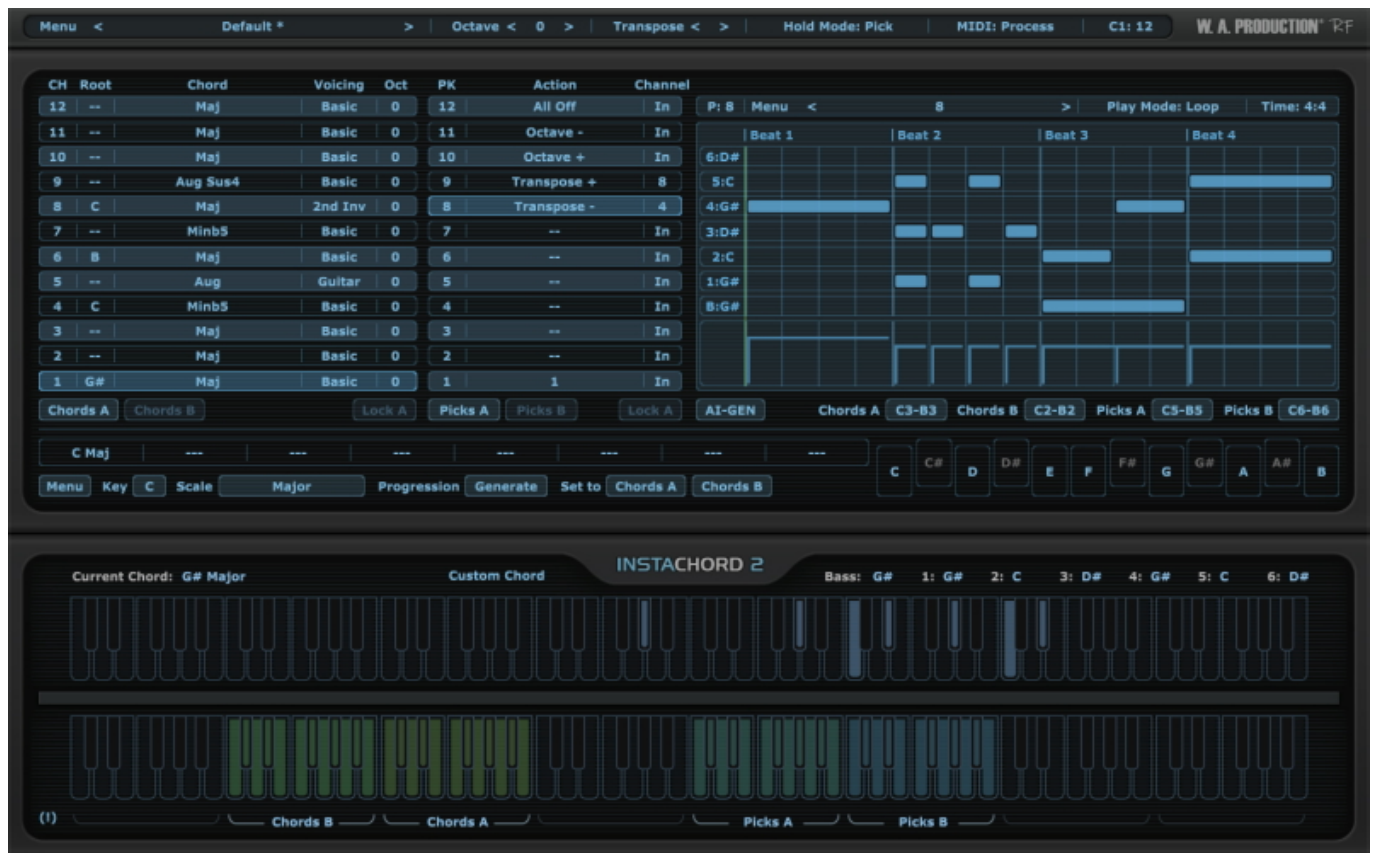 Menu < Default * > Octave < 0 > Transpose < > Hold Mode: Pick MIDI: Process C1: 12 W. A. PRODUCTION® RF
CH Root Chord Voicing Oct PK Action Channel
12 -- Maj Basic 0 12 All Off In P: 8 Menu < 8 > Play Mode: Loop Time: 4:4
11 -- Maj Basic 0 11 Octave - In Beat 1 Beat 2 Beat 3 Beat 4
10 -- Maj Basic 0 10 Octave + In 6:D#
9 -- Aug Sus4 Basic 0 9 Transpose + 8 5:C
8 C Maj 2nd Inv 0 8 Transpose - 4 4:G#
7 -- Minb5 Basic 0 7 -- In 3:D#
6 B Maj Basic 0 6 -- In 2:C
5 -- Aug Guitar 0 5 -- In 1:G#
4 C Minb5 Basic 0 4 -- In B:G#
3 -- Maj Basic 0 3 -- In
2 -- Maj Basic 0 2 -- In
1 G# Maj Basic 0 1 1 In
Chords A Chords B Lock A Picks A Picks B Lock A AI-GEN Chords A C3-B3 Chords B C2-B2 Picks A C5-B5 Picks B C6-B6
C Maj --- --- --- --- --- --- ---
C C# D D# E F F# G G# A A# B
Menu Key C Scale Major Progression Generate Set to Chords A Chords B
INSTACHORD 2
Current Chord: G# Major Custom Chord Bass: G# 1: G# 2: C 3: D# 4: G# 5: C 6: D#
(!) Chords B Chords A Picks A Picks B